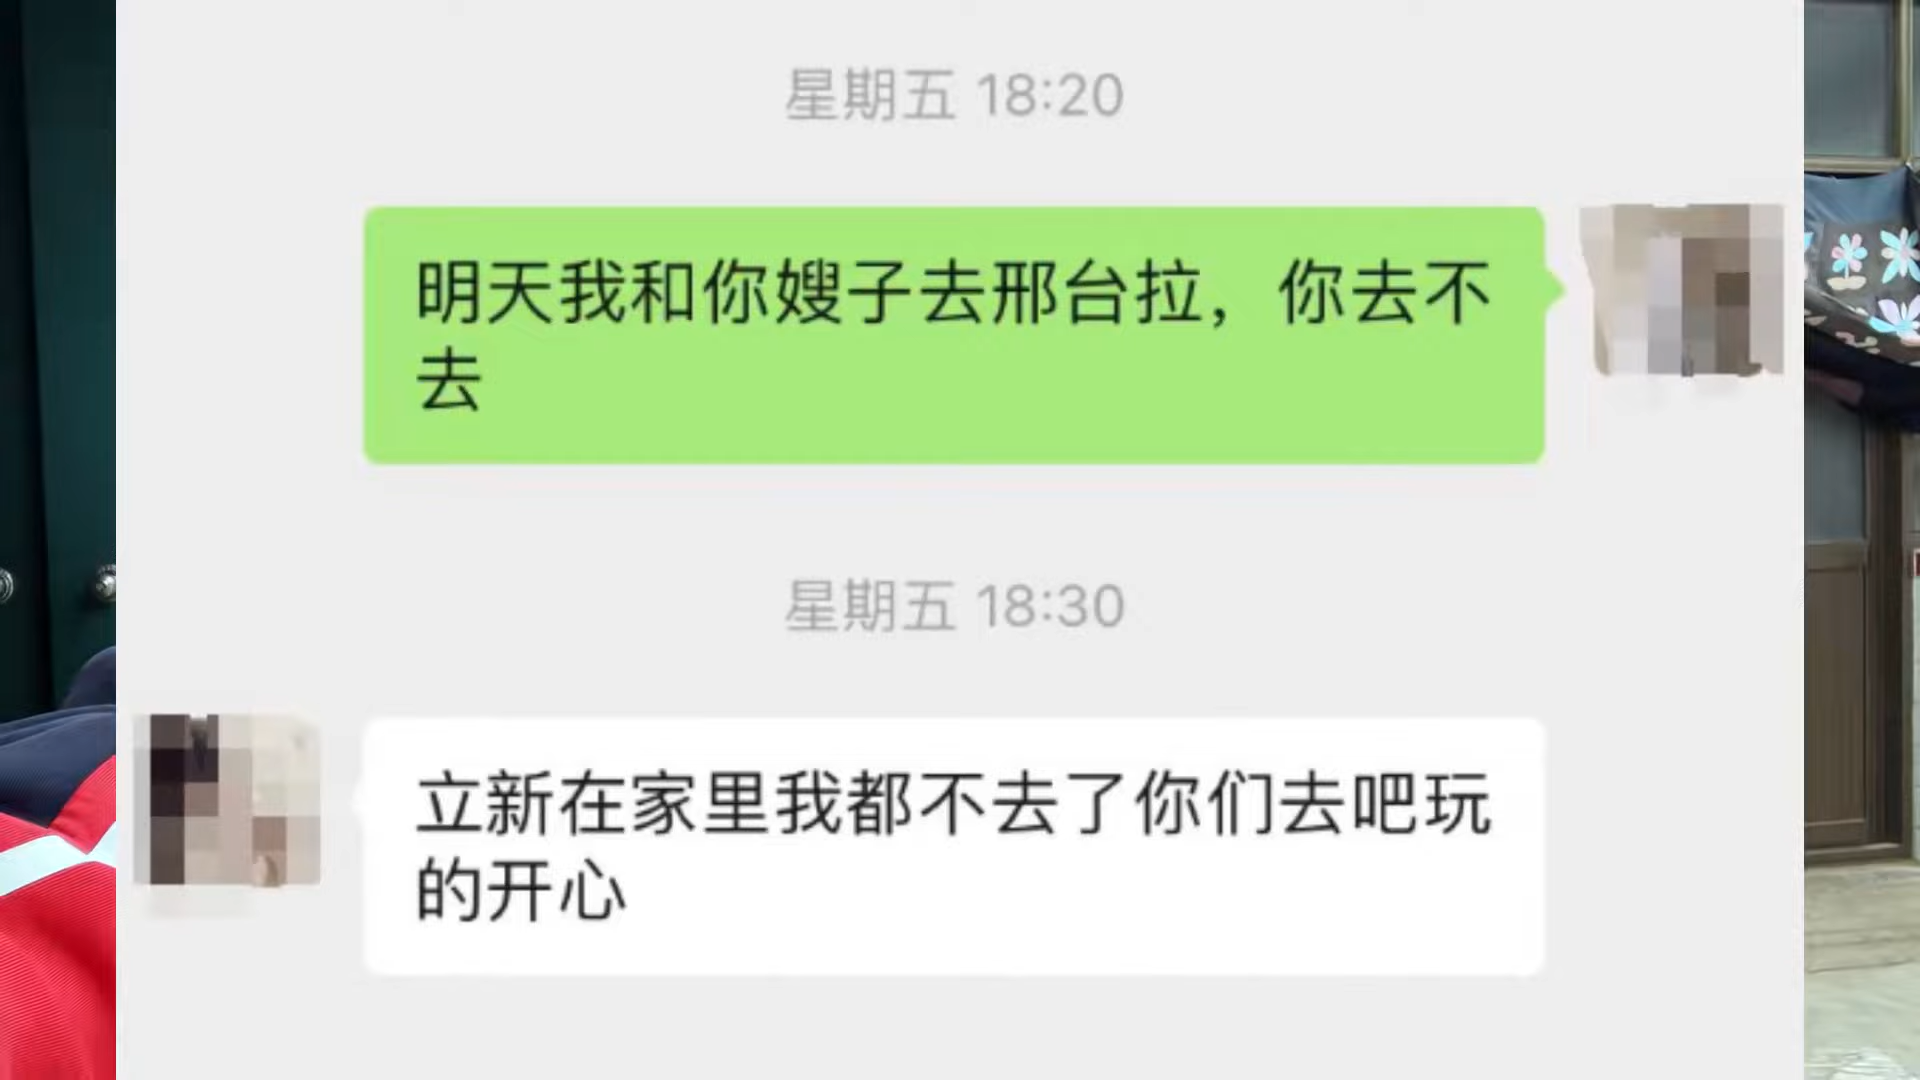 星期五 18:20
明天我和你嫂子去邢台拉，你去不
去
星期五 18:30
立新在家里我都不去了你们去吧玩
的开心